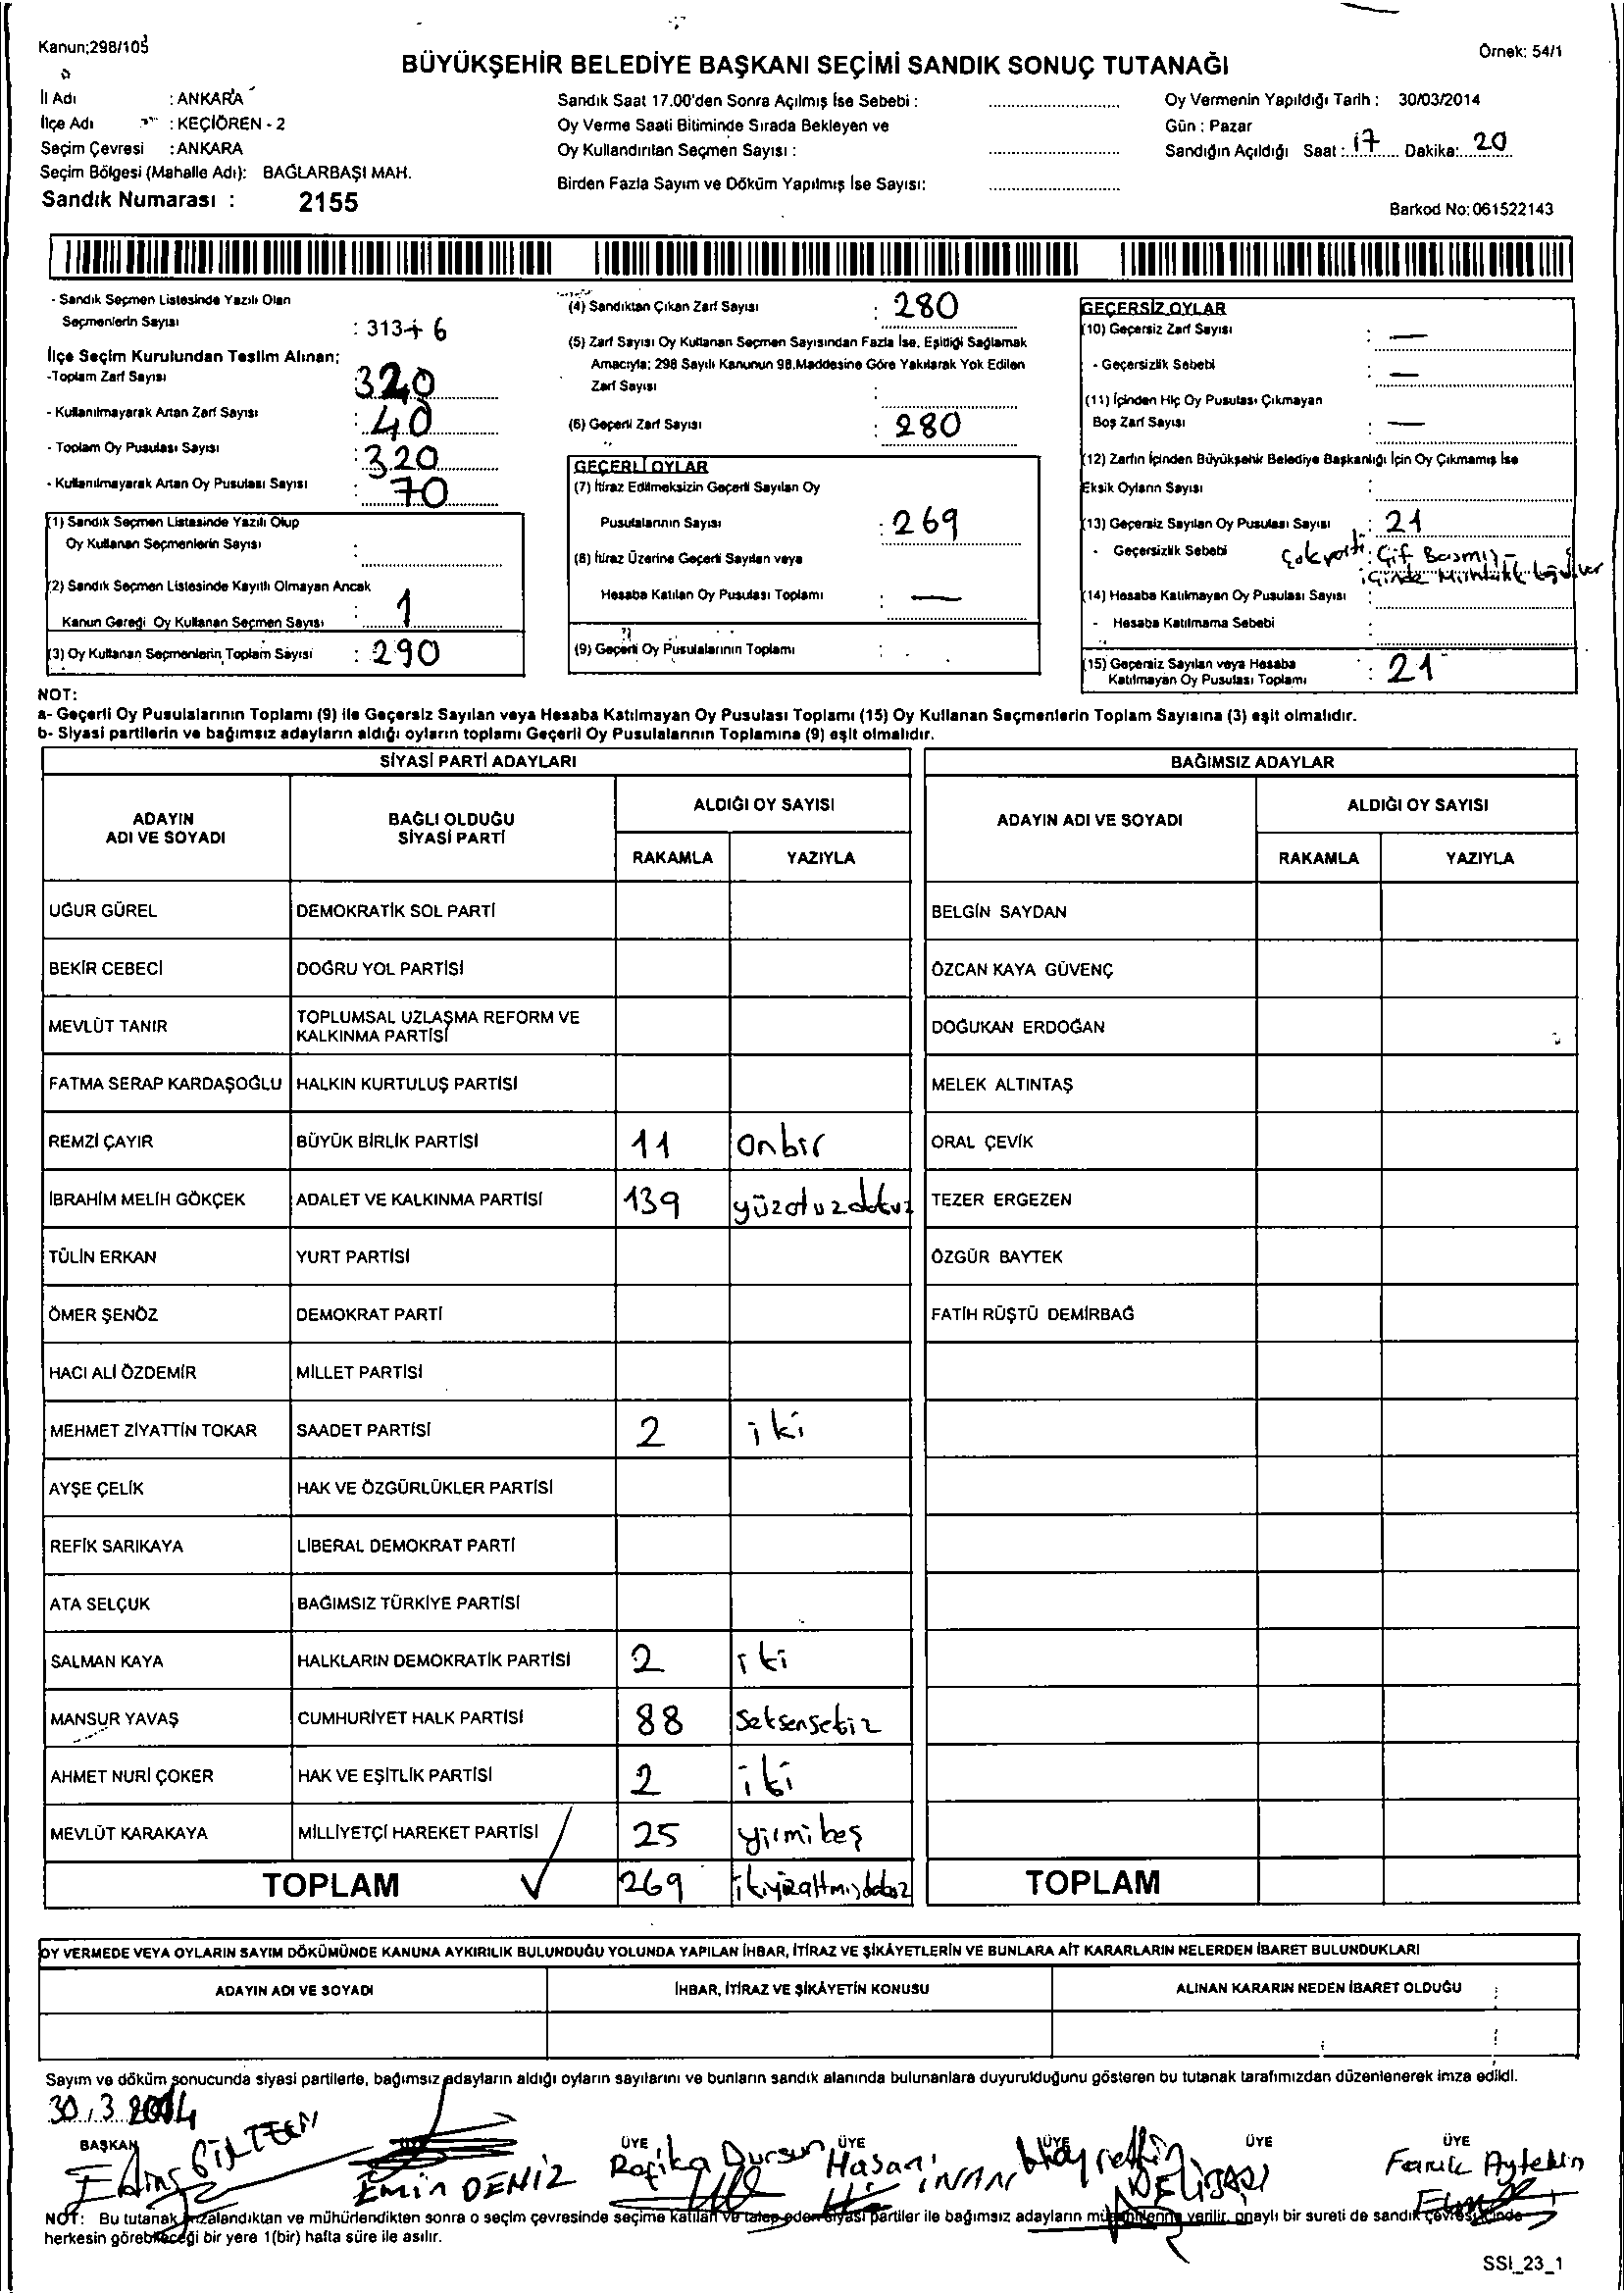 Kanun;298/105
Örnek: 54/1
BÜYÜKŞEHİR BELEDİYE BAŞKANI SEÇİMİ SANDIK SONUÇ TUTANAĞI
İl Adı : ANKARA
İlçe Adı : KEÇİÖREN - 2
Seçim Çevresi : ANKARA
Seçim Bölgesi (Mahalle Adı): BAĞLARBAŞI MAH.
Sandık Numarası : 2155
Sandık Saat 17.00'den Sonra Açılmış İse Sebebi :
Oy Verme Saati Bitiminde Sırada Bekleyen ve
Oy Kullandırılan Seçmen Sayısı :
Birden Fazla Sayım ve Döküm Yapılmış İse Sayısı:
Oy Vermenin Yapıldığı Tarih : 30/03/2014
Gün : Pazar
Sandığın Açıldığı Saat : 17 Dakika: 20
Barkod No: 061522143
- Sandık Seçmen Listesinde Yazılı Olan
Seçmenlerin Sayısı : 313+6
İlçe Seçim Kurulundan Teslim Alınan:
-Toplam Zarf Sayısı 320
- Kullanılmayarak Artan Zarf Sayısı : 40
- Toplam Oy Pusulası Sayısı : 320
- Kullanılmayarak Artan Oy Pusulası Sayısı : 70
(1) Sandık Seçmen Listesinde Yazılı Olup
Oy Kullanan Seçmenlerin Sayısı :
(2) Sandık Seçmen Listesinde Kayıtlı Olmayan Ancak
Kanun Gereği Oy Kullanan Seçmen Sayısı : 1
(3) Oy Kullanan Seçmenlerin Toplam Sayısı : 290
(4) Sandıktan Çıkan Zarf Sayısı : 280
(5) Zarf Sayısı Oy Kullanan Seçmen Sayısından Fazla İse, Eşitliği Sağlamak
Amacıyla; 298 Sayılı Kanunun 98.Maddesine Göre Yakılarak Yok Edilen
Zarf Sayısı :
(6) Geçerli Zarf Sayısı : 280
GEÇERLİ OYLAR
(7) İtiraz Edilmeksizin Geçerli Sayılan Oy
Pusulalarının Sayısı : 269
(8) İtiraz Üzerine Geçerli Sayılan veya
Hesaba Katılan Oy Pusulası Toplamı : —
(9) Geçerli Oy Pusulalarının Toplamı :
GEÇERSİZ OYLAR
(10) Geçersiz Zarf Sayısı : —
- Geçersizlik Sebebi : —
(11) İçinden Hiç Oy Pusulası Çıkmayan
Boş Zarf Sayısı : —
(12) Zarfın İçinden Büyükşehir Belediye Başkanlığı İçin Oy Çıkmamış İse
Eksik Oyların Sayısı :
(13) Geçersiz Sayılan Oy Pusulası Sayısı : 21
- Geçersizlik Sebebi : Çif Basmış
(14) Hesaba Katılmayan Oy Pusulası Sayısı :
- Hesaba Katılmama Sebebi :
(15) Geçersiz Sayılan veya Hesaba
Katılmayan Oy Pusulası Toplamı : 21
NOT:
a- Geçerli Oy Pusulalarının Toplamı (9) ile Geçersiz Sayılan veya Hesaba Katılmayan Oy Pusulası Toplamı (15) Oy Kullanan Seçmenlerin Toplam Sayısına (3) eşit olmalıdır.
b- Siyasi partilerin ve bağımsız adayların aldığı oyların toplamı Geçerli Oy Pusulalarının Toplamına (9) eşit olmalıdır.
SİYASİ PARTİ ADAYLARI
ADAYIN ADI VE SOYADI BAĞLI OLDUĞU SİYASİ PARTİ ALDIĞI OY SAYISI
RAKAMLA YAZIYLA
UĞUR GÜREL DEMOKRATİK SOL PARTİ
BEKİR CEBECİ DOĞRU YOL PARTİSİ
MEVLÜT TANIR TOPLUMSAL UZLAŞMA REFORM VE
KALKINMA PARTİSİ
FATMA SERAP KARDAŞOĞLU HALKIN KURTULUŞ PARTİSİ
REMZİ ÇAYIR BÜYÜK BİRLİK PARTİSİ 11 onbir
İBRAHİM MELİH GÖKÇEK ADALET VE KALKINMA PARTİSİ 139 yüzotuzdokuz
TÜLİN ERKAN YURT PARTİSİ
ÖMER ŞENÖZ DEMOKRAT PARTİ
HACI ALİ ÖZDEMİR MİLLET PARTİSİ
MEHMET ZİYATTİN TOKAR SAADET PARTİSİ 2 iki
AYŞE ÇELİK HAK VE ÖZGÜRLÜKLER PARTİSİ
REFİK SARIKAYA LİBERAL DEMOKRAT PARTİ
ATA SELÇUK BAĞIMSIZ TÜRKİYE PARTİSİ
SALMAN KAYA HALKLARIN DEMOKRATİK PARTİSİ 2 iki
MANSUR YAVAŞ CUMHURİYET HALK PARTİSİ 88 seksensekiz
AHMET NURİ ÇOKER HAK VE EŞİTLİK PARTİSİ 2 iki
MEVLÜT KARAKAYA MİLLİYETÇİ HAREKET PARTİSİ 25 yirmibeş
TOPLAM 269 ikiyüzaltmışdokuz
BAĞIMSIZ ADAYLAR
ADAYIN ADI VE SOYADI ALDIĞI OY SAYISI
RAKAMLA YAZIYLA
BELGİN SAYDAN
ÖZCAN KAYA GÜVENÇ
DOĞUKAN ERDOĞAN
MELEK ALTINTAŞ
ORAL ÇEVİK
TEZER ERGEZEN
ÖZGÜR BAYTEK
FATİH RÜŞTÜ DEMİRBAĞ
TOPLAM
OY VERMEDE VEYA OYLARIN SAYIM DÖKÜMÜNDE KANUNA AYKIRILIK BULUNDUĞU YOLUNDA YAPILAN İHBAR, İTİRAZ VE ŞİKÂYETLERİN VE BUNLARA AİT KARARLARIN NELERDEN İBARET BULUNDUKLARI
ADAYIN ADI VE SOYADI İHBAR, İTİRAZ VE ŞİKÂYETİN KONUSU ALINAN KARARIN NEDEN İBARET OLDUĞU
Sayım ve döküm sonucunda siyasi partilerle, bağımsız adayların aldığı oyların sayılarını ve bunların sandık alanında bulunanlara duyurulduğunu gösteren bu tutanak tarafımızdan düzenlenerek imza edildi.
30.3.2014
BAŞKAN ÜYE ÜYE ÜYE ÜYE ÜYE
Emin DENİZ Refika Dursun Hasan İNAN Hayrettin Faruk Aytekin
NOT: Bu tutanak imzalandıktan ve mühürlendikten sonra o seçim çevresinde seçime katılan ve talep eden siyasi partiler ile bağımsız adayların müşahitlerine verilir, onaylı bir sureti de sandık çevresi içinde
herkesin görebileceği bir yere 1(bir) hafta süre ile asılır.
SSI_23_1